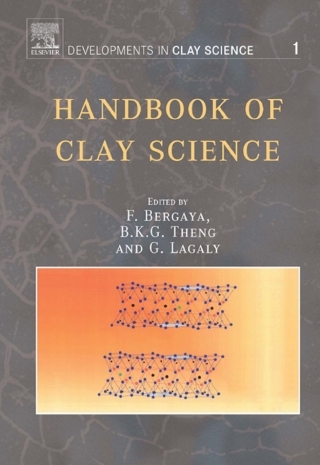 ELSEVIER
DEVELOPMENTS IN CLAY SCIENCE 1
HANDBOOK OF
CLAY SCIENCE
EDITED BY
F. BERGAYA,
B.K.G. THENG
AND G. LAGALY